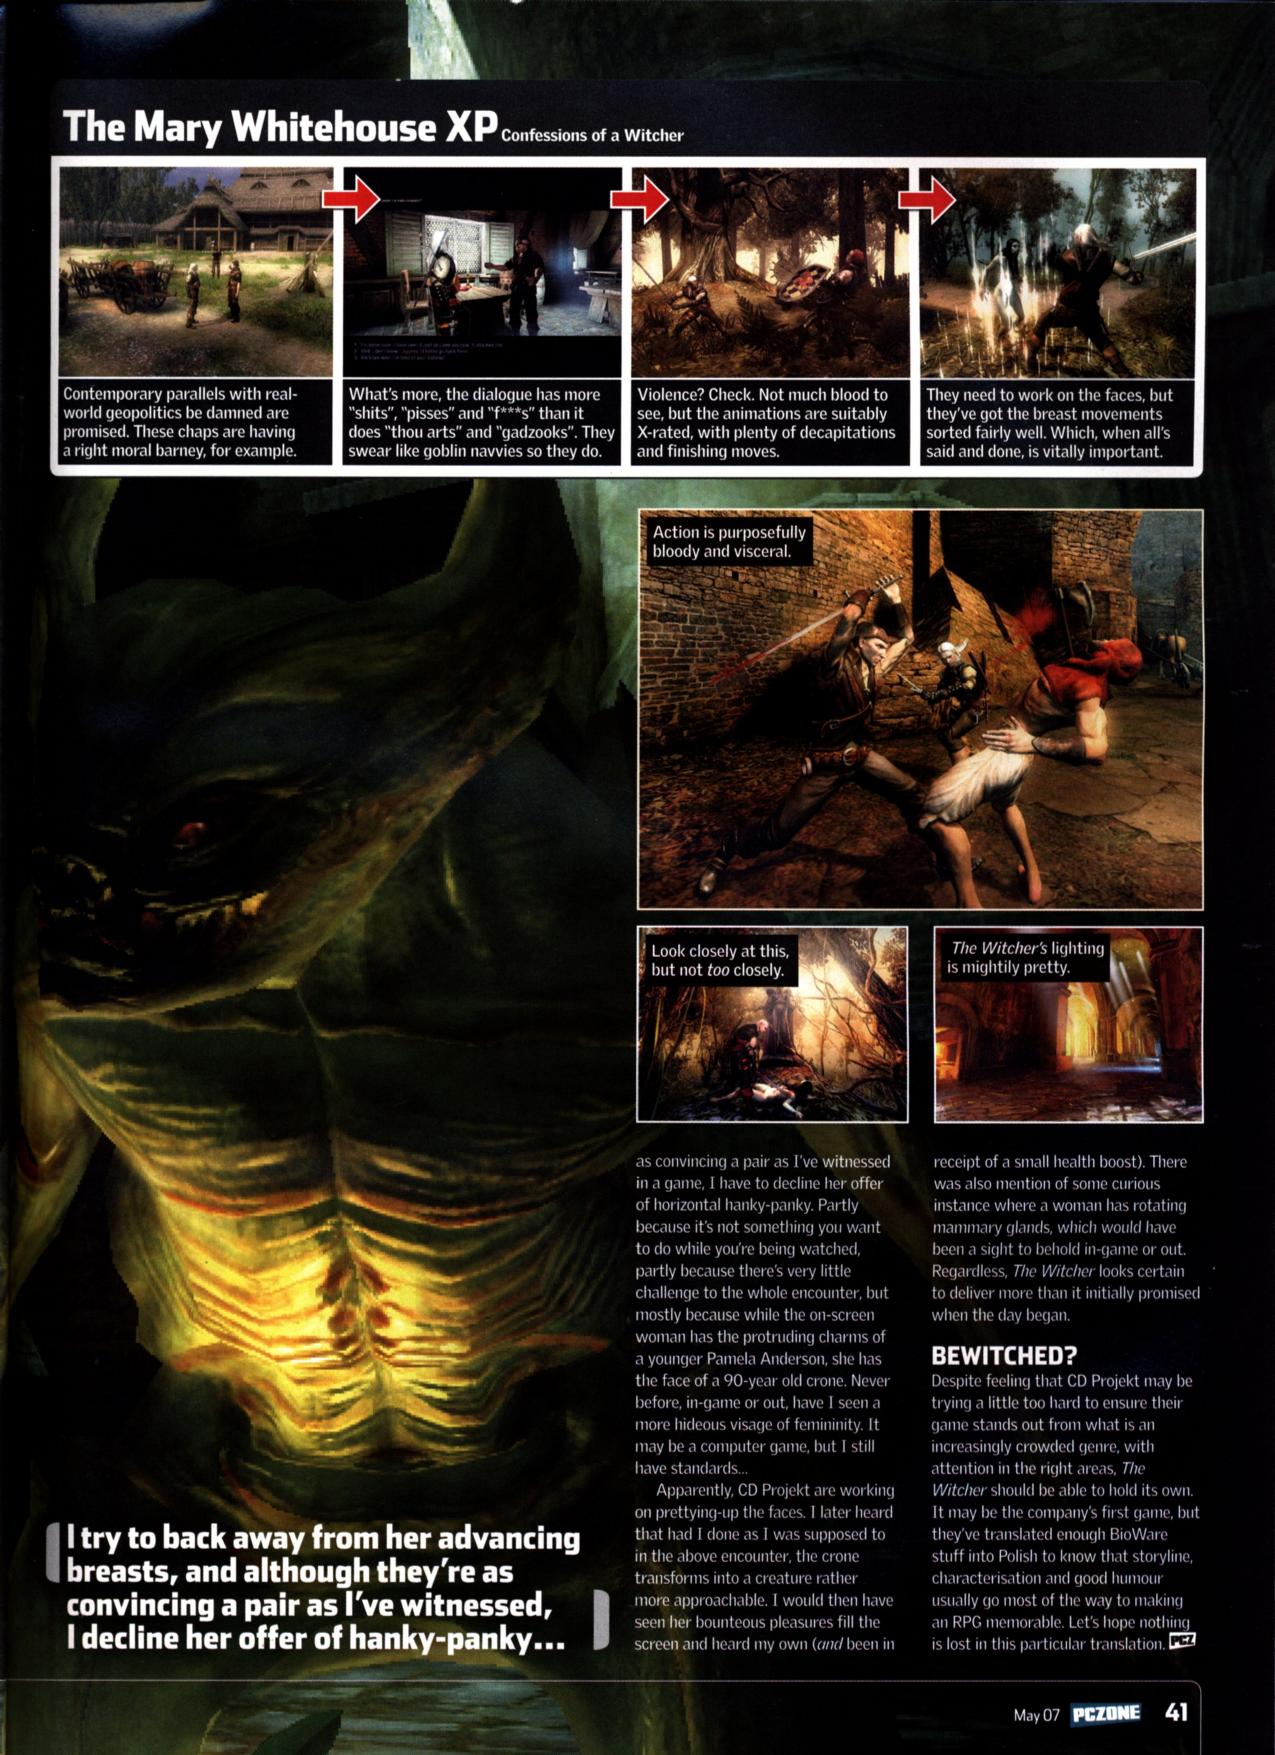 The Mary Whitehouse XP Confessions of a Witcher
Contemporary parallels with real-
world geopolitics be damned are
promised. These chaps are having
a right moral barney, for example.
What's more, the dialogue has more
"shits", "pisses" and "f***s" than it
does "thou arts" and "gadzooks". They
swear like goblin navvies so they do.
Violence? Check. Not much blood to
see, but the animations are suitably
X-rated, with plenty of decapitations
and finishing moves.
They need to work on the faces, but
they've got the breast movements
sorted fairly well. Which, when all's
said and done, is vitally important.
Action is purposefully
bloody and visceral.
Look closely at this,
but not too closely.
The Witcher's lighting
is mightily pretty.
I try to back away from her advancing
breasts, and although they're as
convincing a pair as I've witnessed,
I decline her offer of hanky-panky...
as convincing a pair as I've witnessed
in a game, I have to decline her offer
of horizontal hanky-panky. Partly
because it's not something you want
to do while you're being watched,
partly because there's very little
challenge to the whole encounter, but
mostly because while the on-screen
woman has the protruding charms of
a younger Pamela Anderson, she has
the face of a 90-year old crone. Never
before, in-game or out, have I seen a
more hideous visage of femininity. It
may be a computer game, but I still
have standards...
Apparently, CD Projekt are working
on prettying-up the faces. I later heard
that had I done as I was supposed to
in the above encounter, the crone
transforms into a creature rather
more approachable. I would then have
seen her bounteous pleasures fill the
screen and heard my own (and been in
receipt of a small health boost). There
was also mention of some curious
instance where a woman has rotating
mammary glands, which would have
been a sight to behold in-game or out.
Regardless, The Witcher looks certain
to deliver more than it initially promised
when the day began.
BEWITCHED?
Despite feeling that CD Projekt may be
trying a little too hard to ensure their
game stands out from what is an
increasingly crowded genre, with
attention in the right areas, The
Witcher should be able to hold its own.
It may be the company's first game, but
they've translated enough BioWare
stuff into Polish to know that storyline,
characterisation and good humour
usually go most of the way to making
an RPG memorable. Let's hope nothing
is lost in this particular translation. PCZ
May 07 PCZONE 41